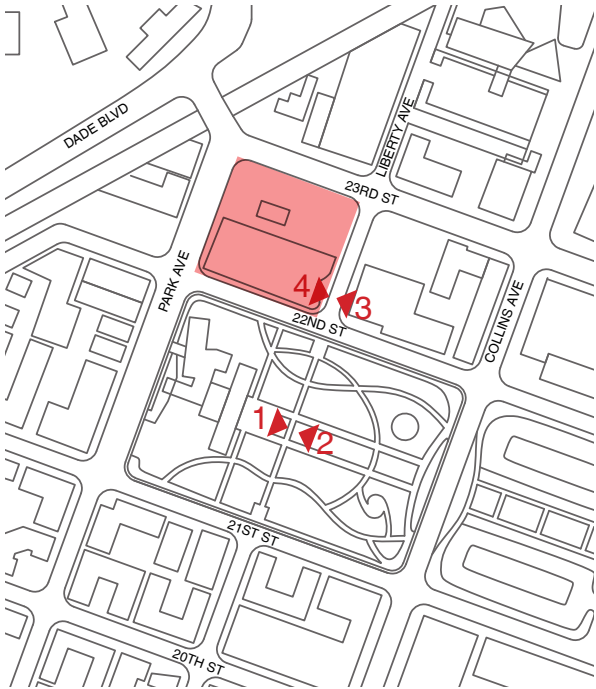 DADE BLVD
LIBERTY AVE
23RD ST
PARK AVE
4
3
22ND ST
COLLINS AVE
1
2
21ST ST
20TH ST